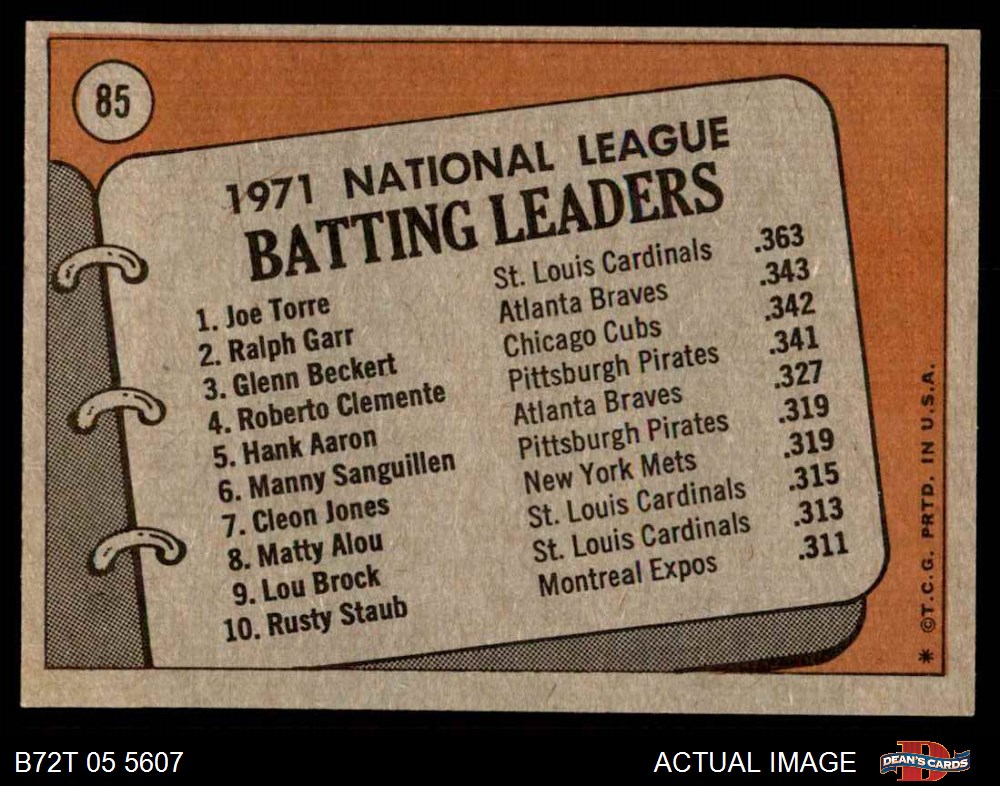 85
1971 NATIONAL LEAGUE
BATTING LEADERS
1. Joe Torre St. Louis Cardinals .363
2. Ralph Garr Atlanta Braves .343
3. Glenn Beckert Chicago Cubs .342
4. Roberto Clemente Pittsburgh Pirates .341
5. Hank Aaron Atlanta Braves .327
6. Manny Sanguillen Pittsburgh Pirates .319
7. Cleon Jones New York Mets .319
8. Matty Alou St. Louis Cardinals .315
9. Lou Brock St. Louis Cardinals .313
10. Rusty Staub Montreal Expos .311
* ©T.C.G. PRTD. IN U.S.A.
B72T 05 5607 ACTUAL IMAGE DEAN'S CARDS